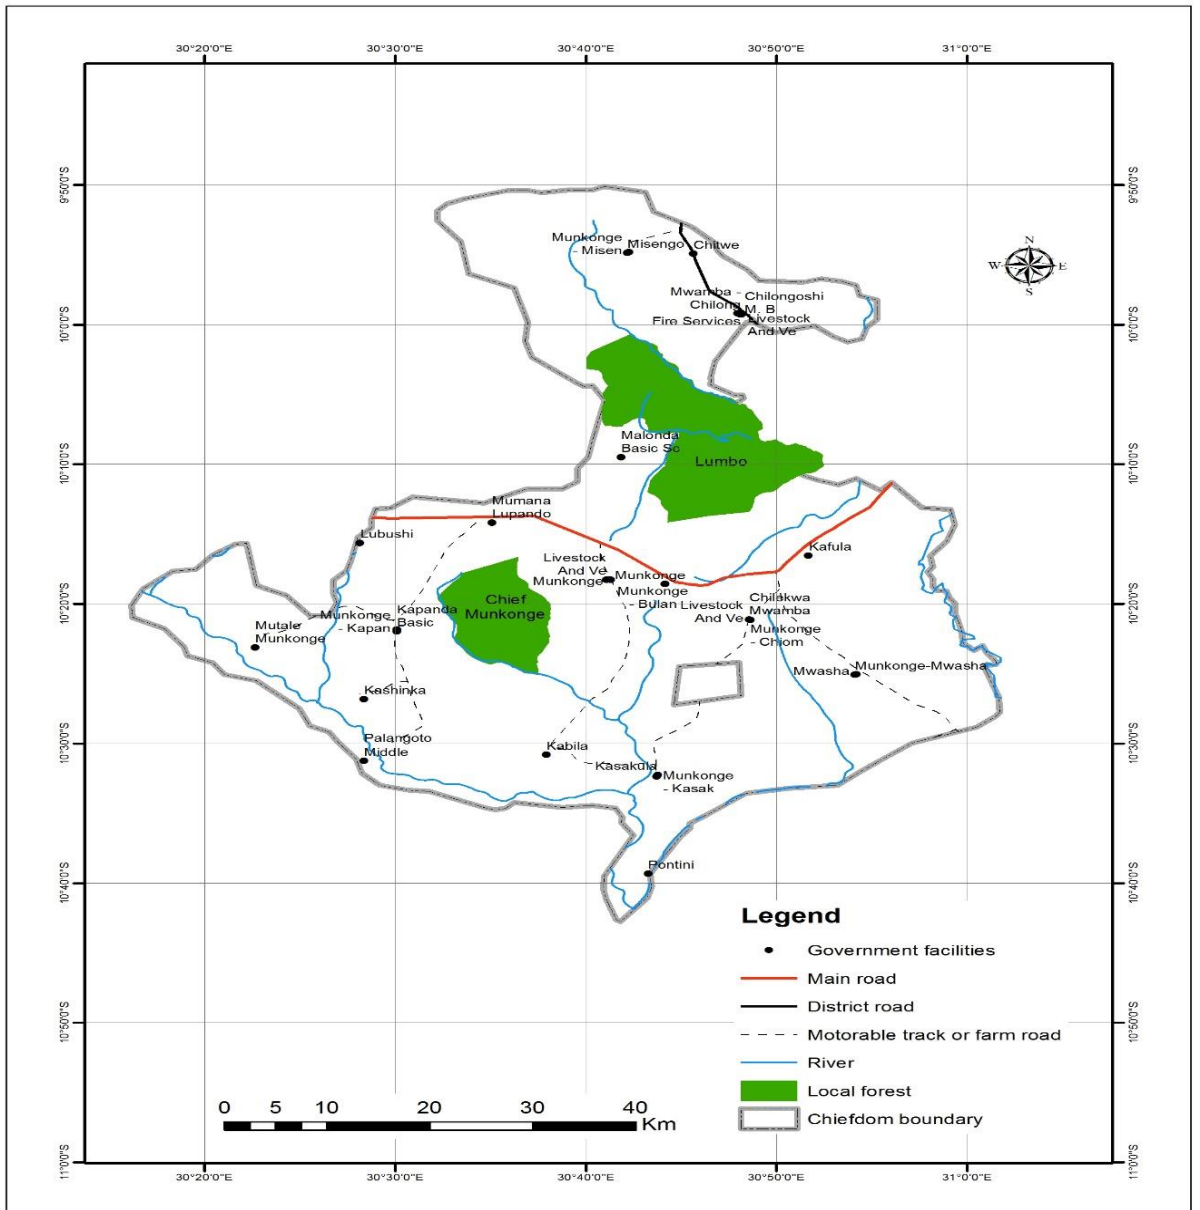 30°20'0"E 30°30'0"E 30°40'0"E 30°50'0"E 31°0'0"E
9°50'0"S 9°50'0"S
Munkonge
- Misen
Misengo
Chitwe
N
W E
S
Mwamba -
Chilong
Fire Services
Chilongoshi
M. B
Livestock
And Ve
10°0'0"S 10°0'0"S
Malonda
Basic Sc
Lumbo
10°10'0"S 10°10'0"S
Mumana
Lupando
Lubushi
Kafula
Livestock
And Ve
Munkonge
Munkonge
Munkonge
- Bulan
Livestock
And Ve
Chilakwa
Mwamba
Munkonge
- Chiom
Chief
Munkonge
10°20'0"S 10°20'0"S
Munkonge
- Kapan
Kapanda
Basic
Mutale
Munkonge
Mwasha
Munkonge-Mwasha
Kashinka
Palangoto
Middle
10°30'0"S 10°30'0"S
Kabila
Kasakula
Munkonge
- Kasak
Pontini
10°40'0"S 10°40'0"S
Legend
Government facilities
Main road
District road
Motorable track or farm road
River
Local forest
Chiefdom boundary
10°50'0"S 10°50'0"S
0 5 10 20 30 40
Km
11°0'0"S 11°0'0"S
30°20'0"E 30°30'0"E 30°40'0"E 30°50'0"E 31°0'0"E